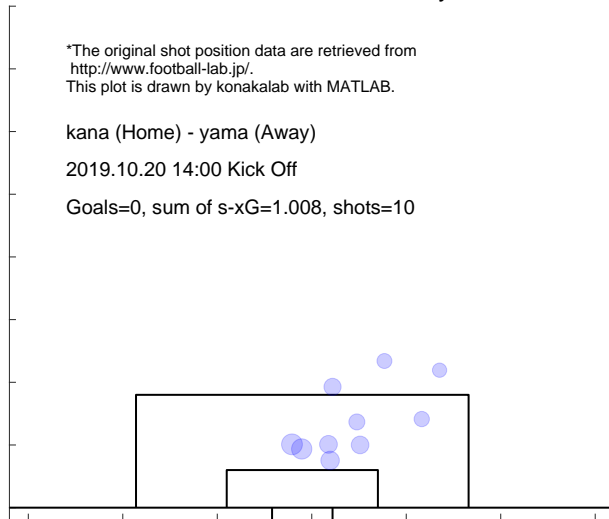 *The original shot position data are retrieved from
http://www.football-lab.jp/.
This plot is drawn by konakalab with MATLAB.
kana (Home) - yama (Away)
2019.10.20 14:00 Kick Off
Goals=0, sum of s-xG=1.008, shots=10